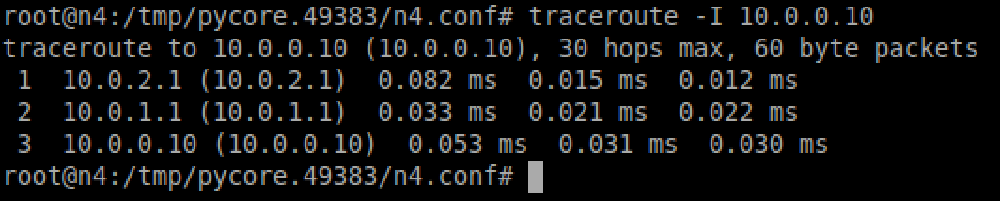 root@n4:/tmp/pycore.49383/n4.conf# traceroute -I 10.0.0.10
traceroute to 10.0.0.10 (10.0.0.10), 30 hops max, 60 byte packets
 1  10.0.2.1 (10.0.2.1)  0.082 ms  0.015 ms  0.012 ms
 2  10.0.1.1 (10.0.1.1)  0.033 ms  0.021 ms  0.022 ms
 3  10.0.0.10 (10.0.0.10)  0.053 ms  0.031 ms  0.030 ms
root@n4:/tmp/pycore.49383/n4.conf#